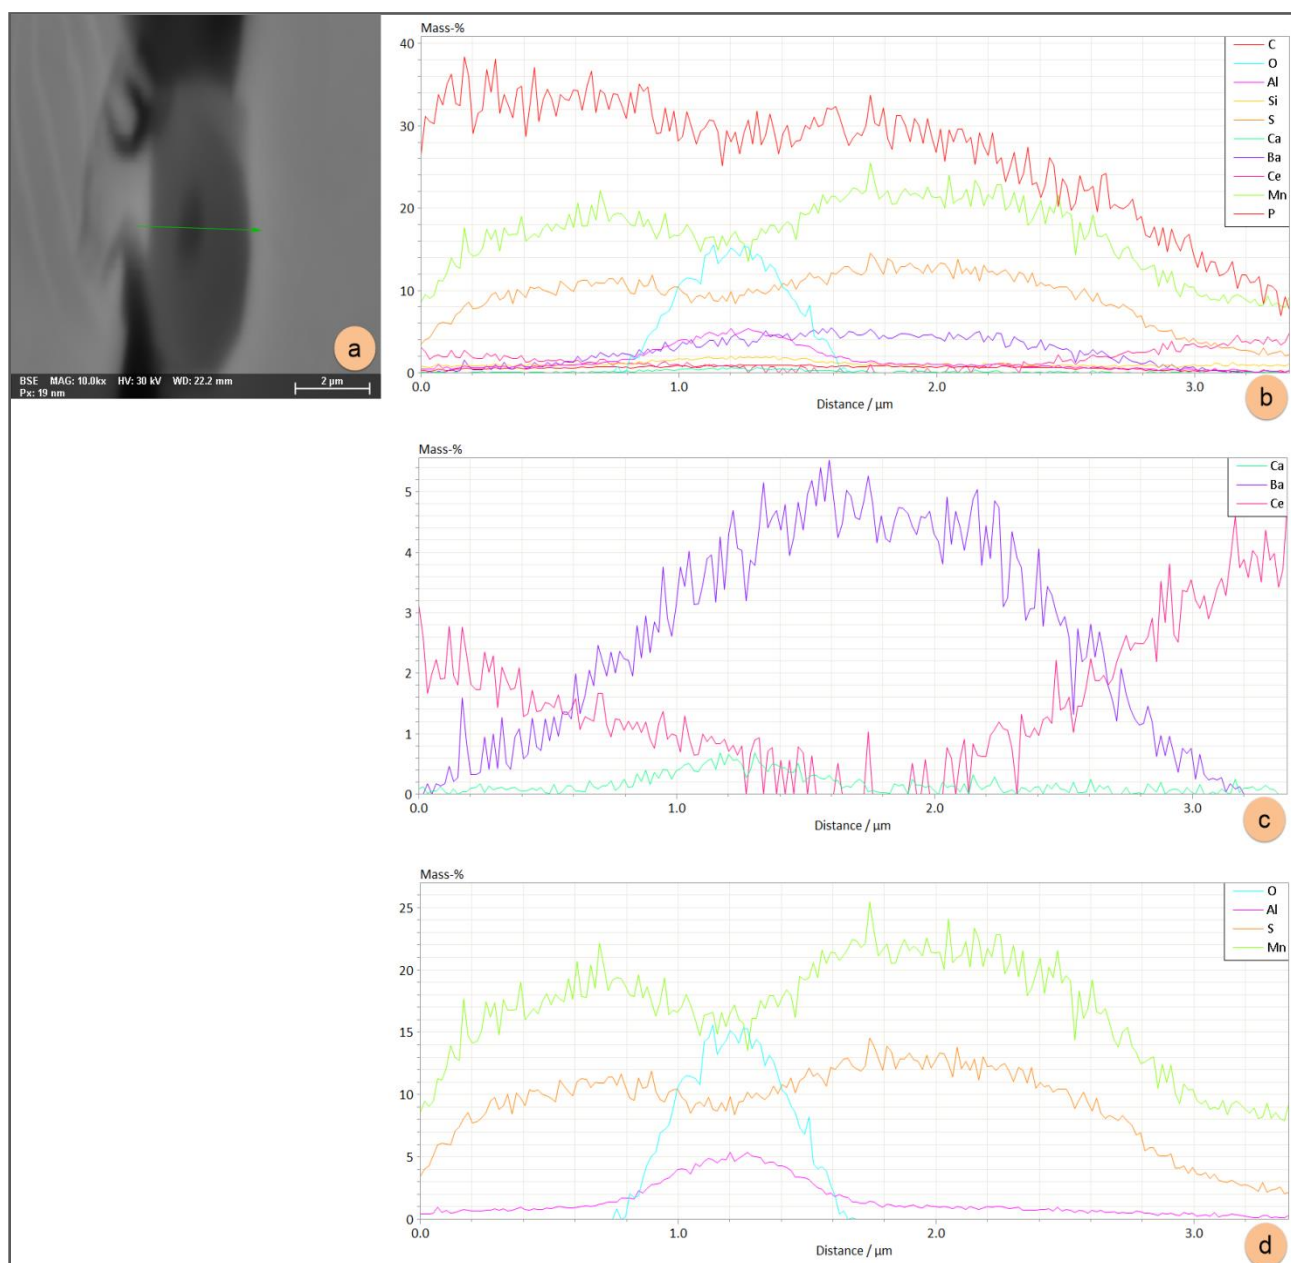 a
BSE MAG: 10.0kx HV: 30 kV WD: 22.2 mm
Px: 19 nm
2 µm
Mass-%
40
30
20
10
0
0.0 1.0 2.0 3.0
Distance / µm
C
O
Al
Si
S
Ca
Ba
Ce
Mn
P
b
Mass-%
5
4
3
2
1
0
0.0 1.0 2.0 3.0
Distance / µm
Ca
Ba
Ce
c
Mass-%
25
20
15
10
5
0
0.0 1.0 2.0 3.0
Distance / µm
O
Al
S
Mn
d